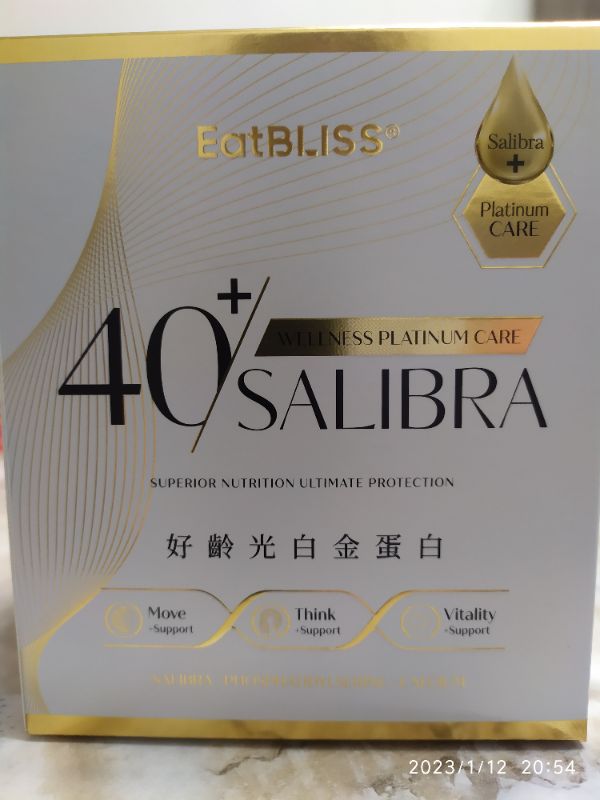 EatBLISS®
Salibra
+
Platinum
CARE
40+
WELLNESS PLATINUM CARE
SALIBRA
SUPERIOR NUTRITION ULTIMATE PROTECTION
好齡光白金蛋白
Move
+Support
Think
+Support
Vitality
+Support
SALIBRA
2023/1/12 20:54